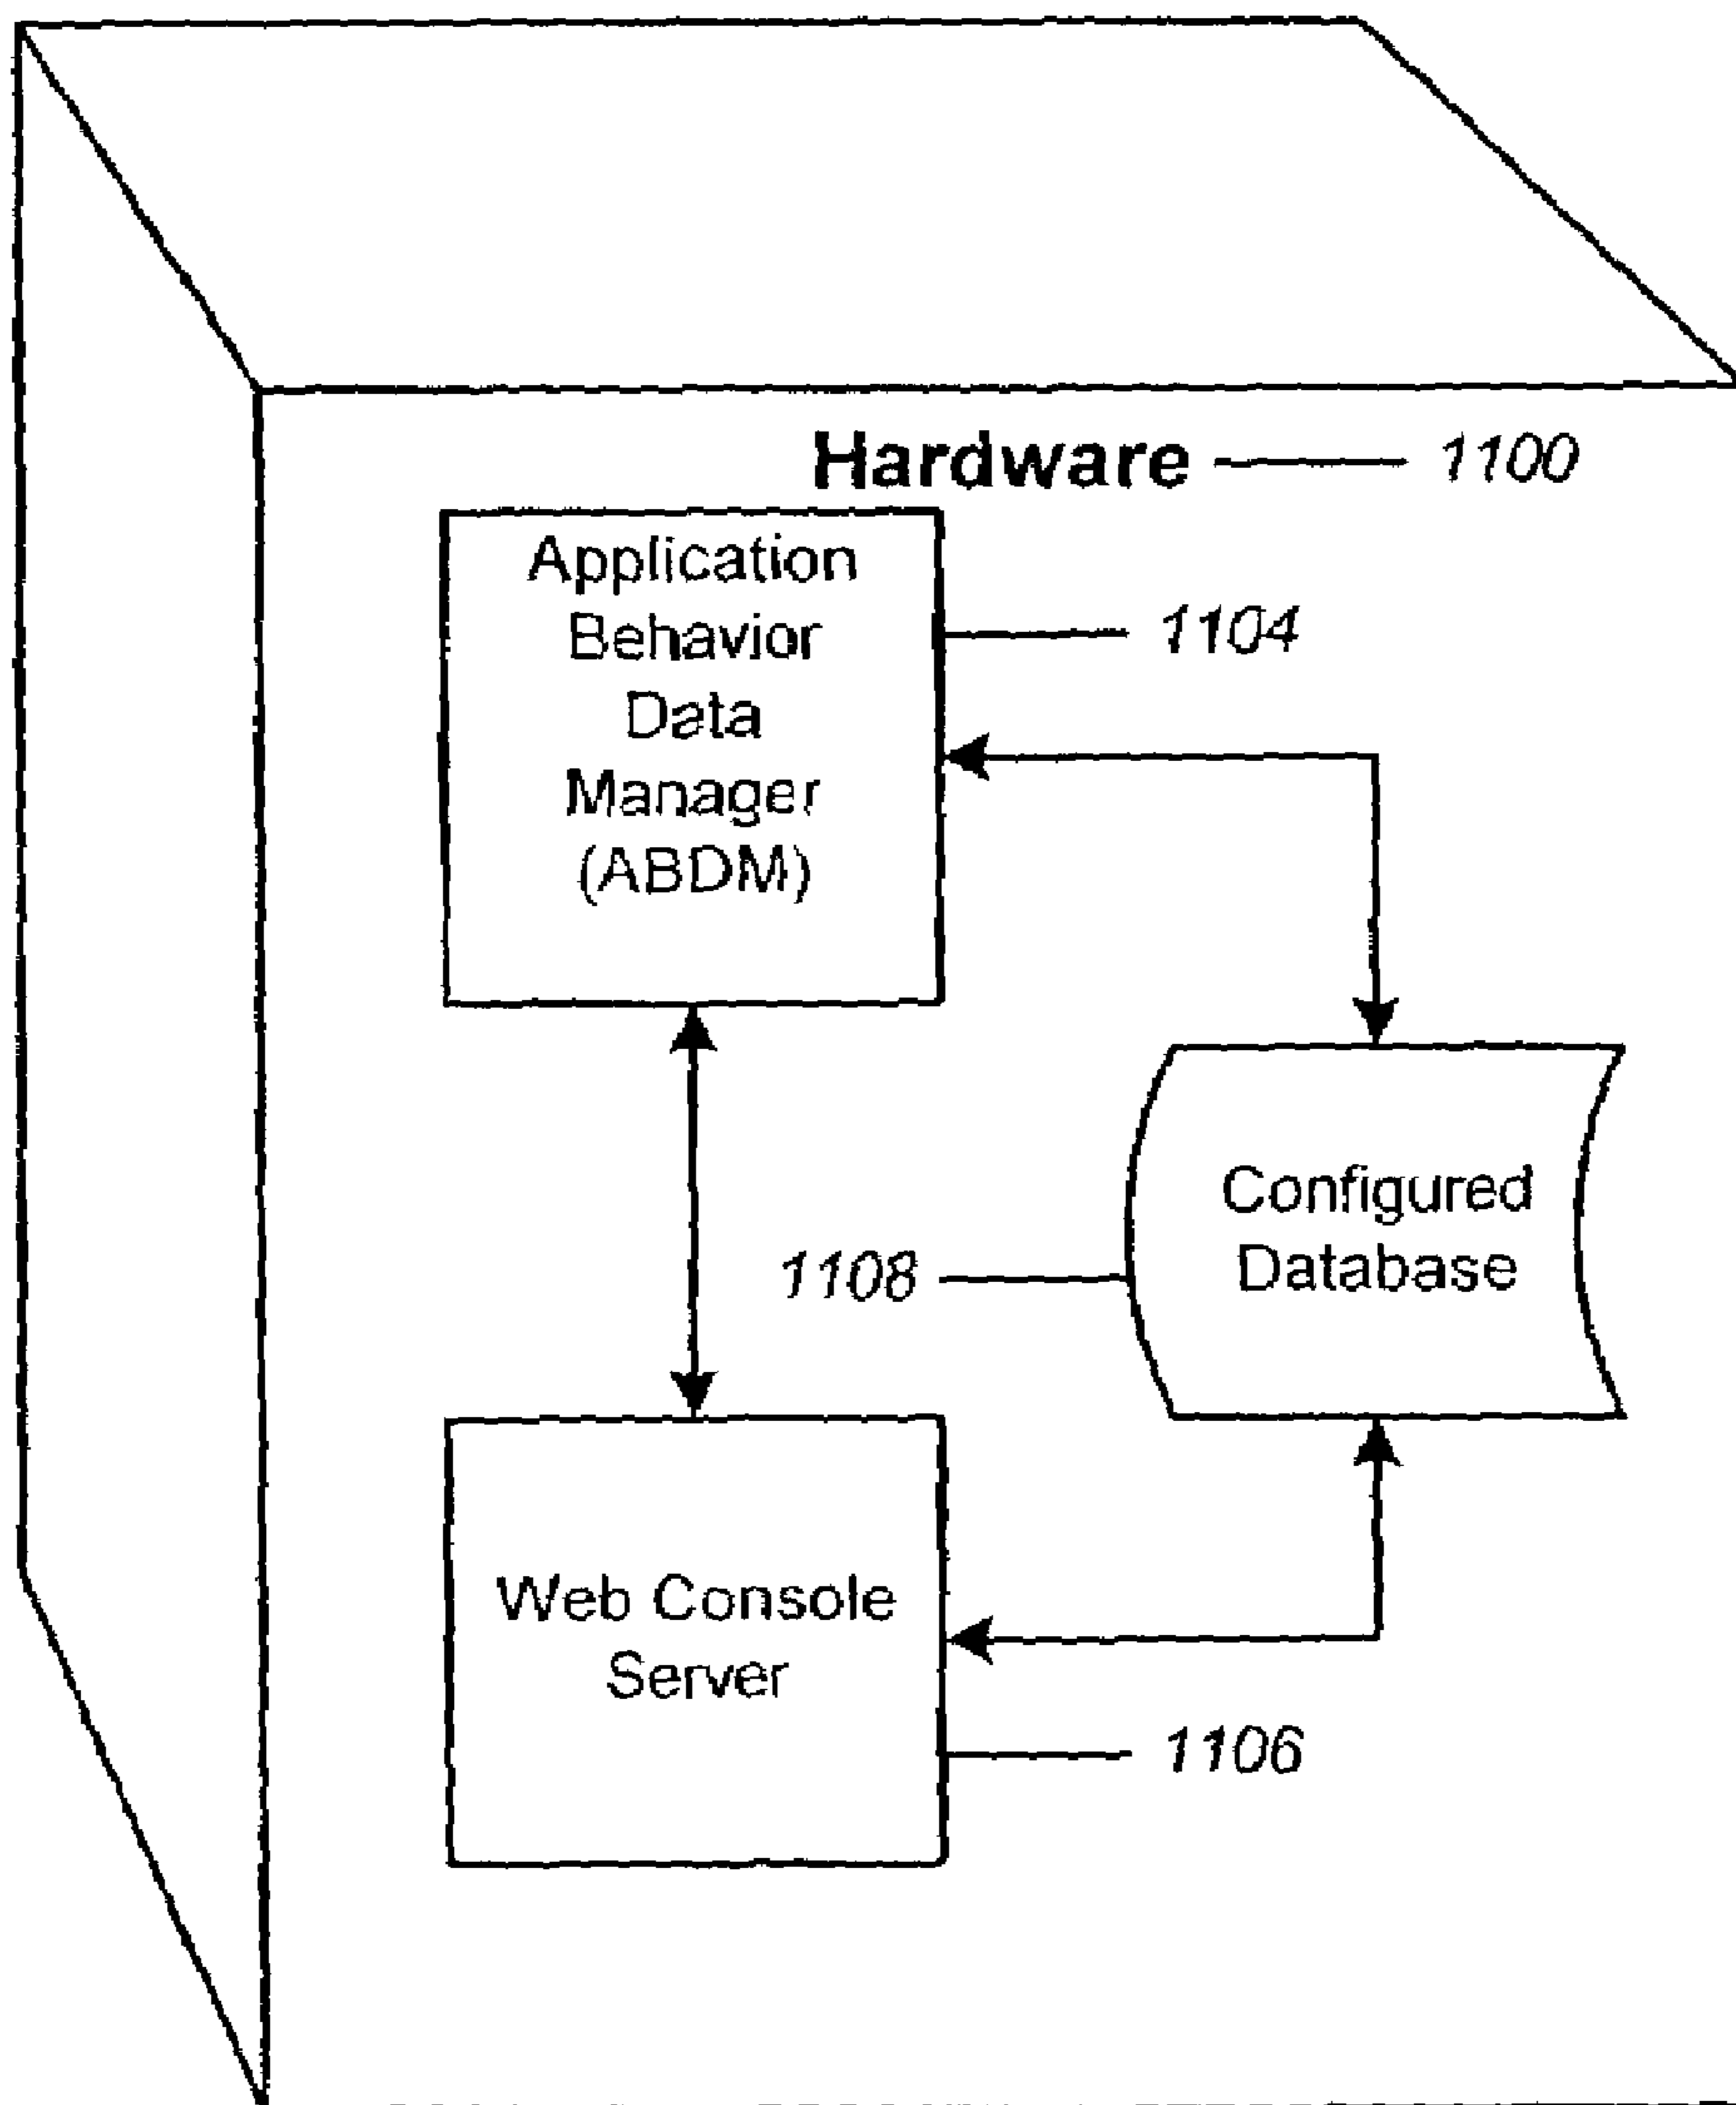 Hardware 1100
Application
Behavior
Data
Manager
(ABDM)
1104
Configured
Database
1108
Web Console
Server
1106